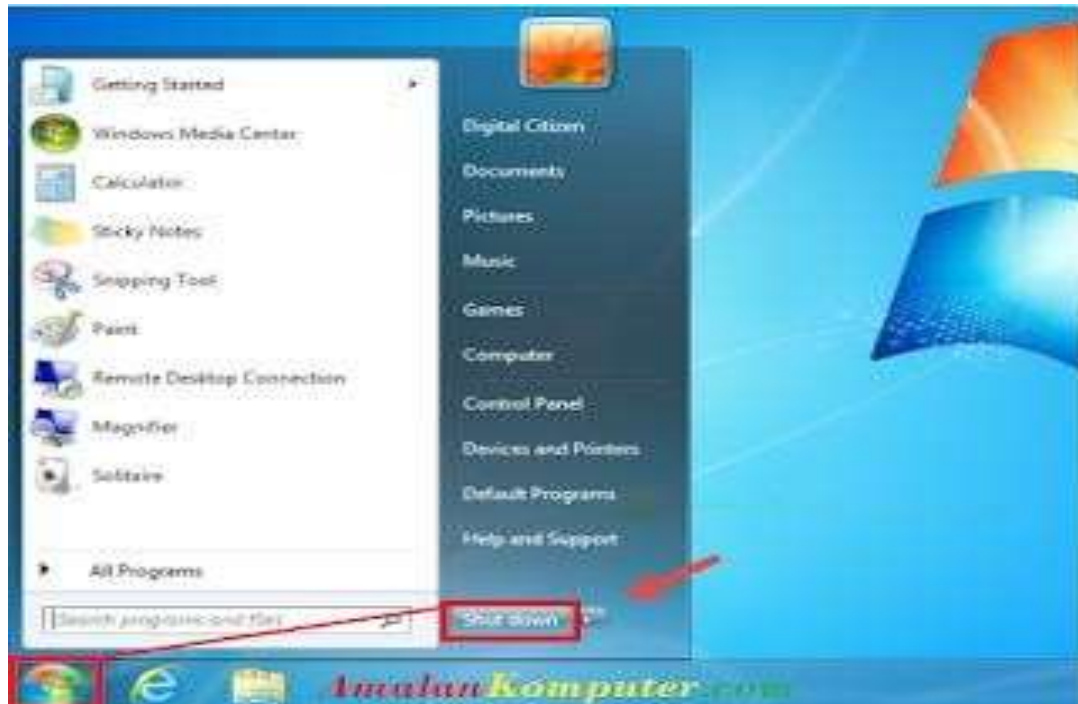 Getting Started
Windows Media Center
Calculator
Sticky Notes
Snipping Tool
Paint
Remote Desktop Connection
Magnifier
Solitaire
All Programs
Search programs and files
Digital Citizen
Documents
Pictures
Music
Games
Computer
Control Panel
Devices and Printers
Default Programs
Help and Support
Shut down
AmalanKomputer.com